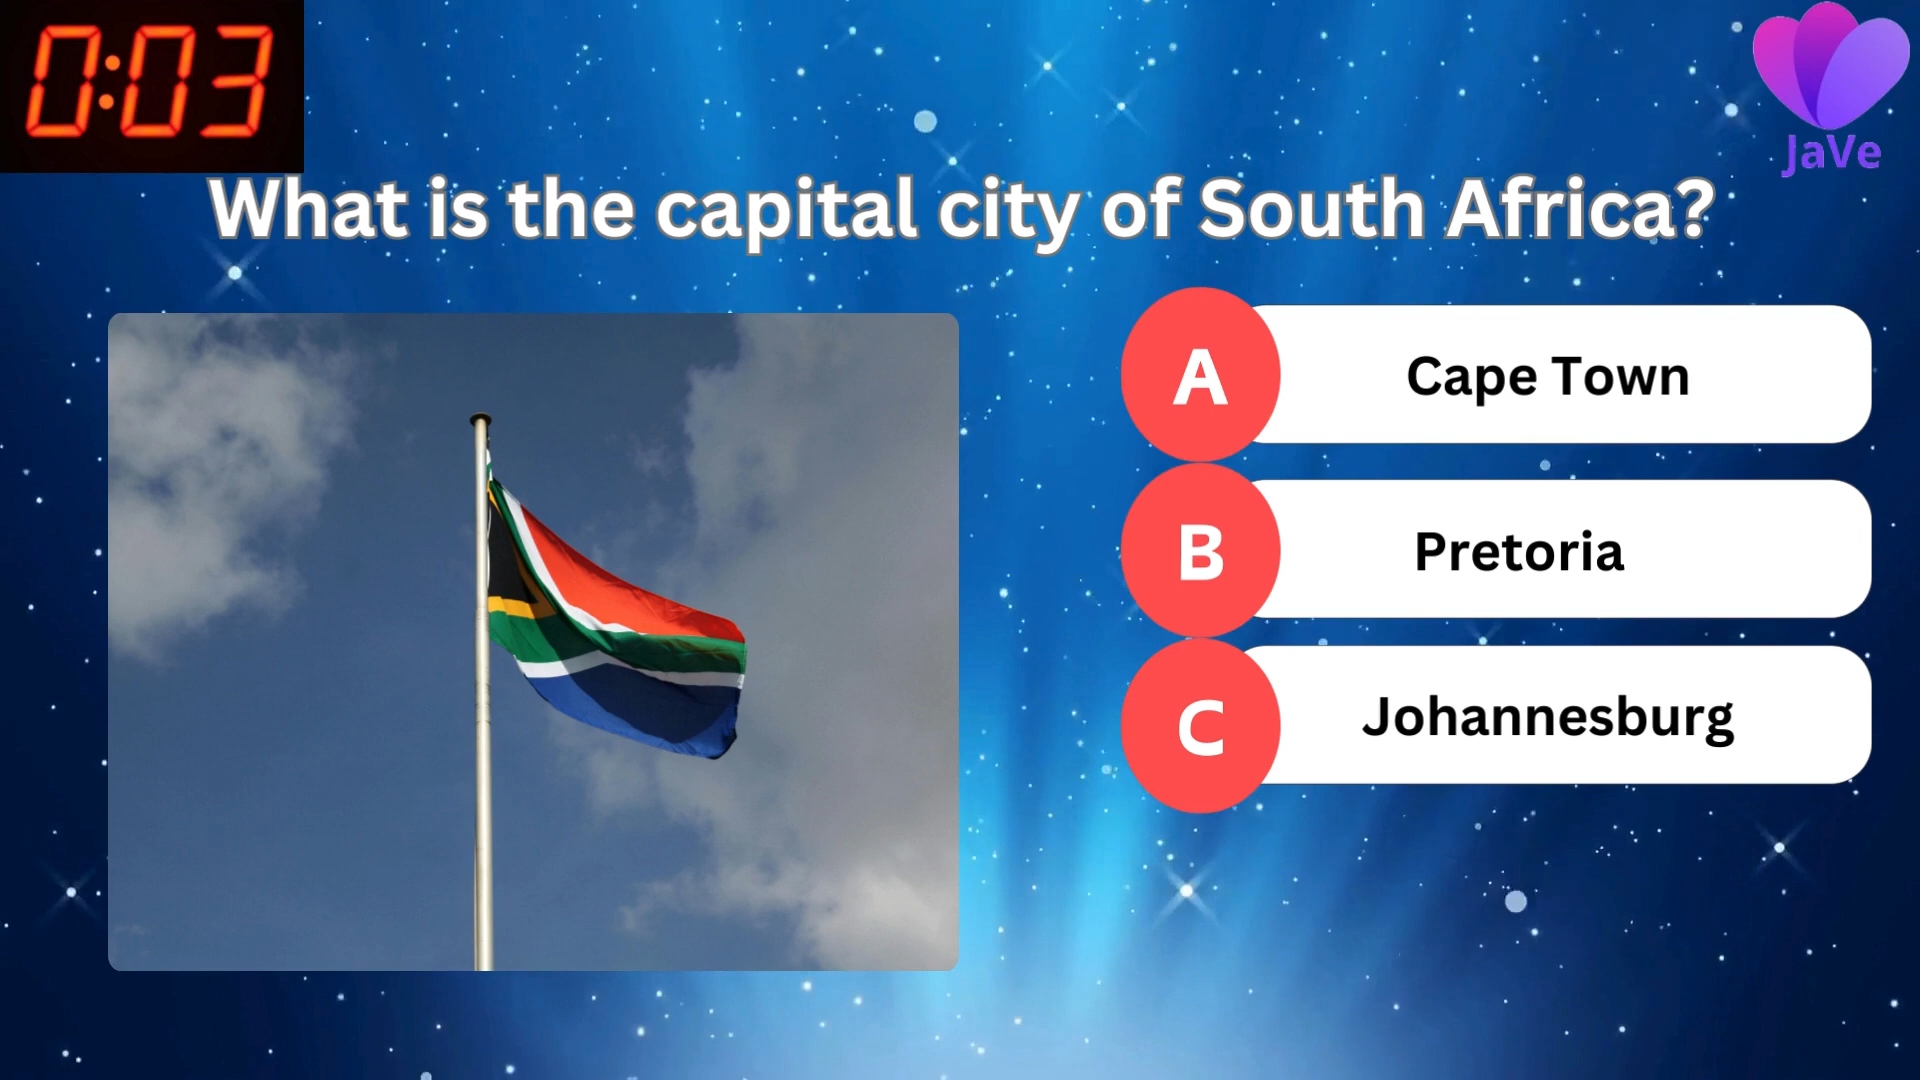 0:03
JaVe
What is the capital city of South Africa?
A Cape Town
B Pretoria
C Johannesburg